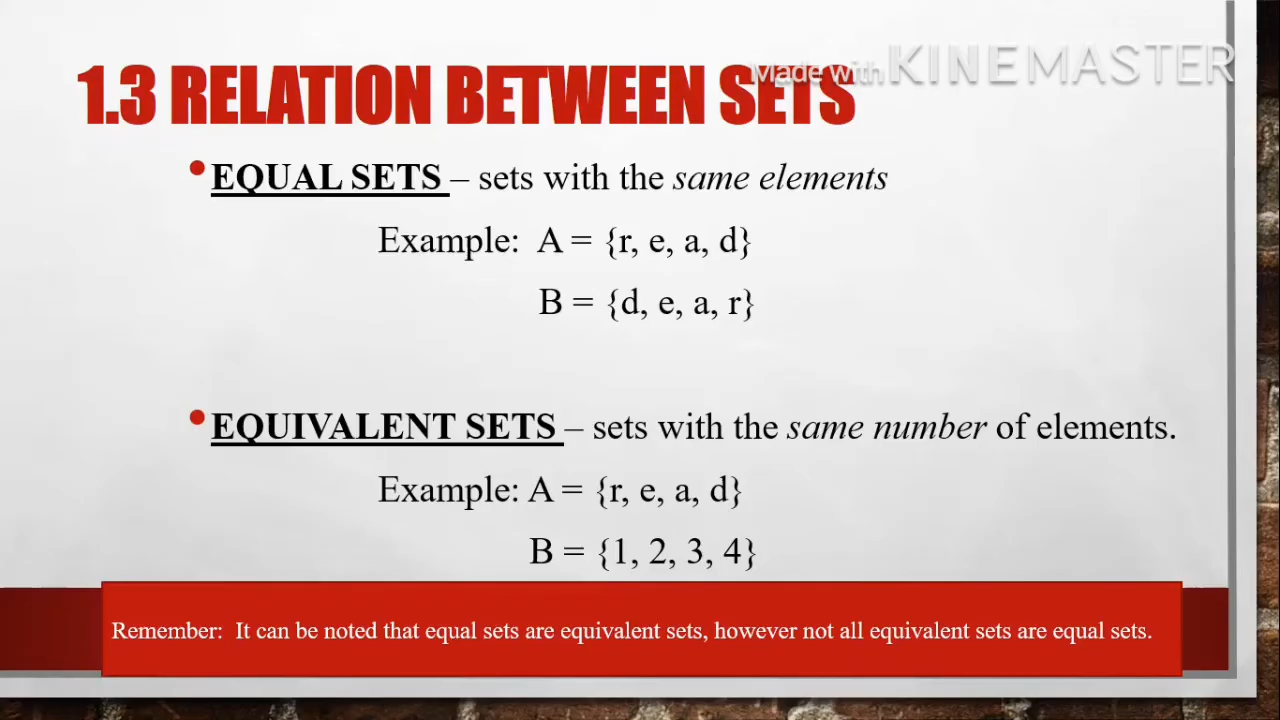 Made with KINEMASTER
1.3 RELATION BETWEEN SETS
•EQUAL SETS – sets with the same elements
Example: A = {r, e, a, d}
B = {d, e, a, r}
•EQUIVALENT SETS – sets with the same number of elements.
Example: A = {r, e, a, d}
B = {1, 2, 3, 4}
Remember: It can be noted that equal sets are equivalent sets, however not all equivalent sets are equal sets.